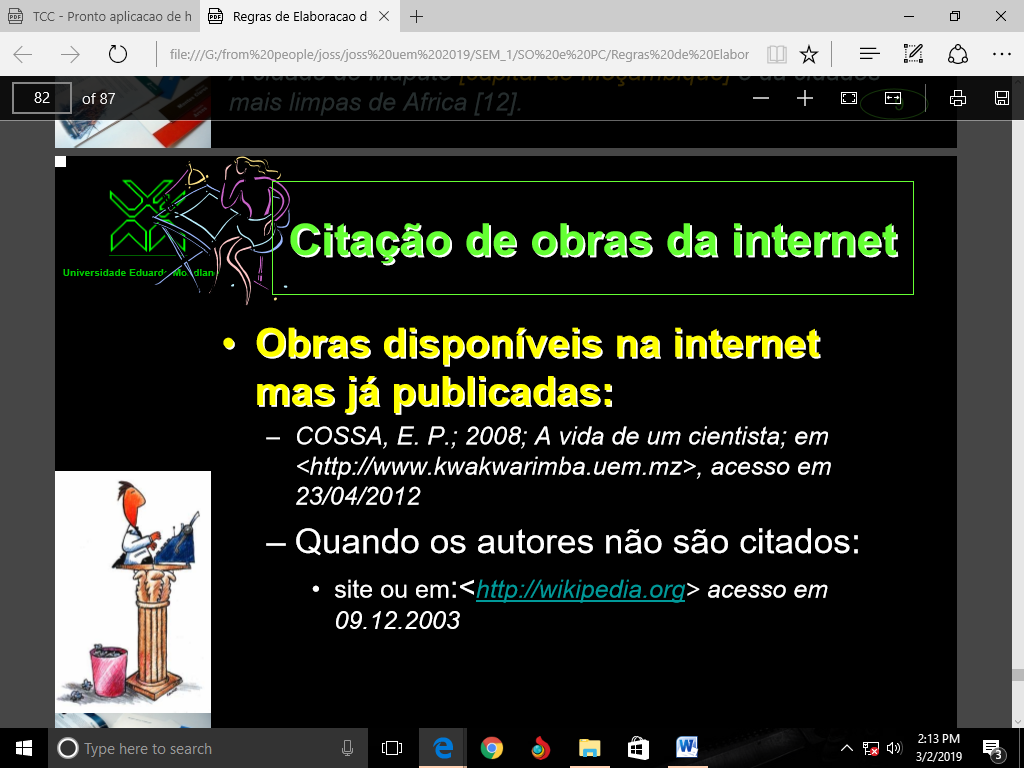 TCC - Pronto aplicacao de h
Regras de Elaboracao d
file:///G:/from%20people/joss/joss%20uem%202019/SEM_1/SO%20e%20PC/Regras%20de%20Elabor
A cidade de Maputo [capital de Moçambique] é da cidades
82 of 87
mais limpas de Africa [12].
Universidade Eduardo Mondlane
Citação de obras da internet
• Obras disponíveis na internet
mas já publicadas:
– COSSA, E. P.; 2008; A vida de um cientista; em
<http://www.kwakwarimba.uem.mz>, acesso em
23/04/2012
– Quando os autores não são citados:
• site ou em:<http://wikipedia.org> acesso em
09.12.2003
Type here to search
2:13 PM
3/2/2019
3